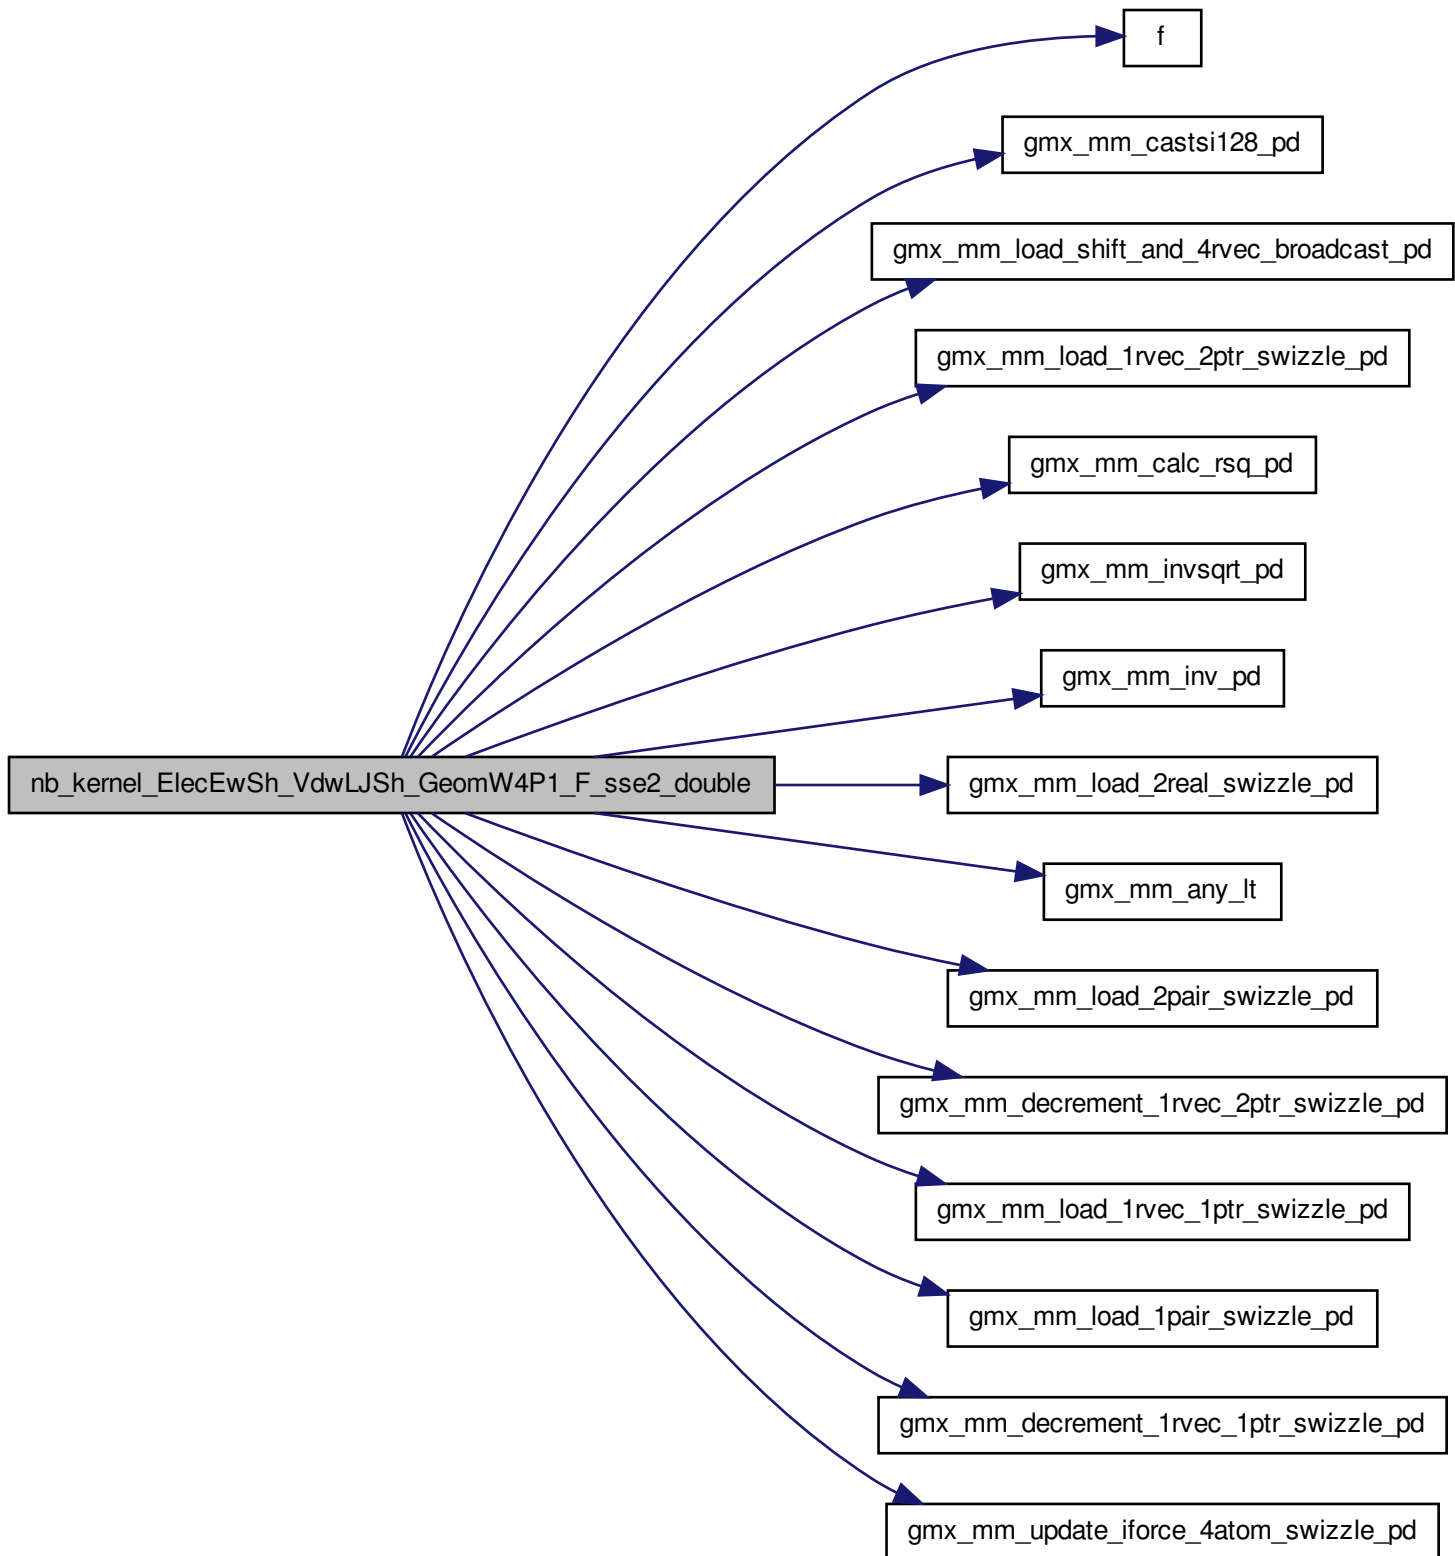 f
gmx_mm_castsi128_pd
gmx_mm_load_shift_and_4rvec_broadcast_pd
gmx_mm_load_1rvec_2ptr_swizzle_pd
gmx_mm_calc_rsq_pd
gmx_mm_invsqrt_pd
gmx_mm_inv_pd
nb_kernel_ElecEwSh_VdwLJSh_GeomW4P1_F_sse2_double
gmx_mm_load_2real_swizzle_pd
gmx_mm_any_lt
gmx_mm_load_2pair_swizzle_pd
gmx_mm_decrement_1rvec_2ptr_swizzle_pd
gmx_mm_load_1rvec_1ptr_swizzle_pd
gmx_mm_load_1pair_swizzle_pd
gmx_mm_decrement_1rvec_1ptr_swizzle_pd
gmx_mm_update_iforce_4atom_swizzle_pd